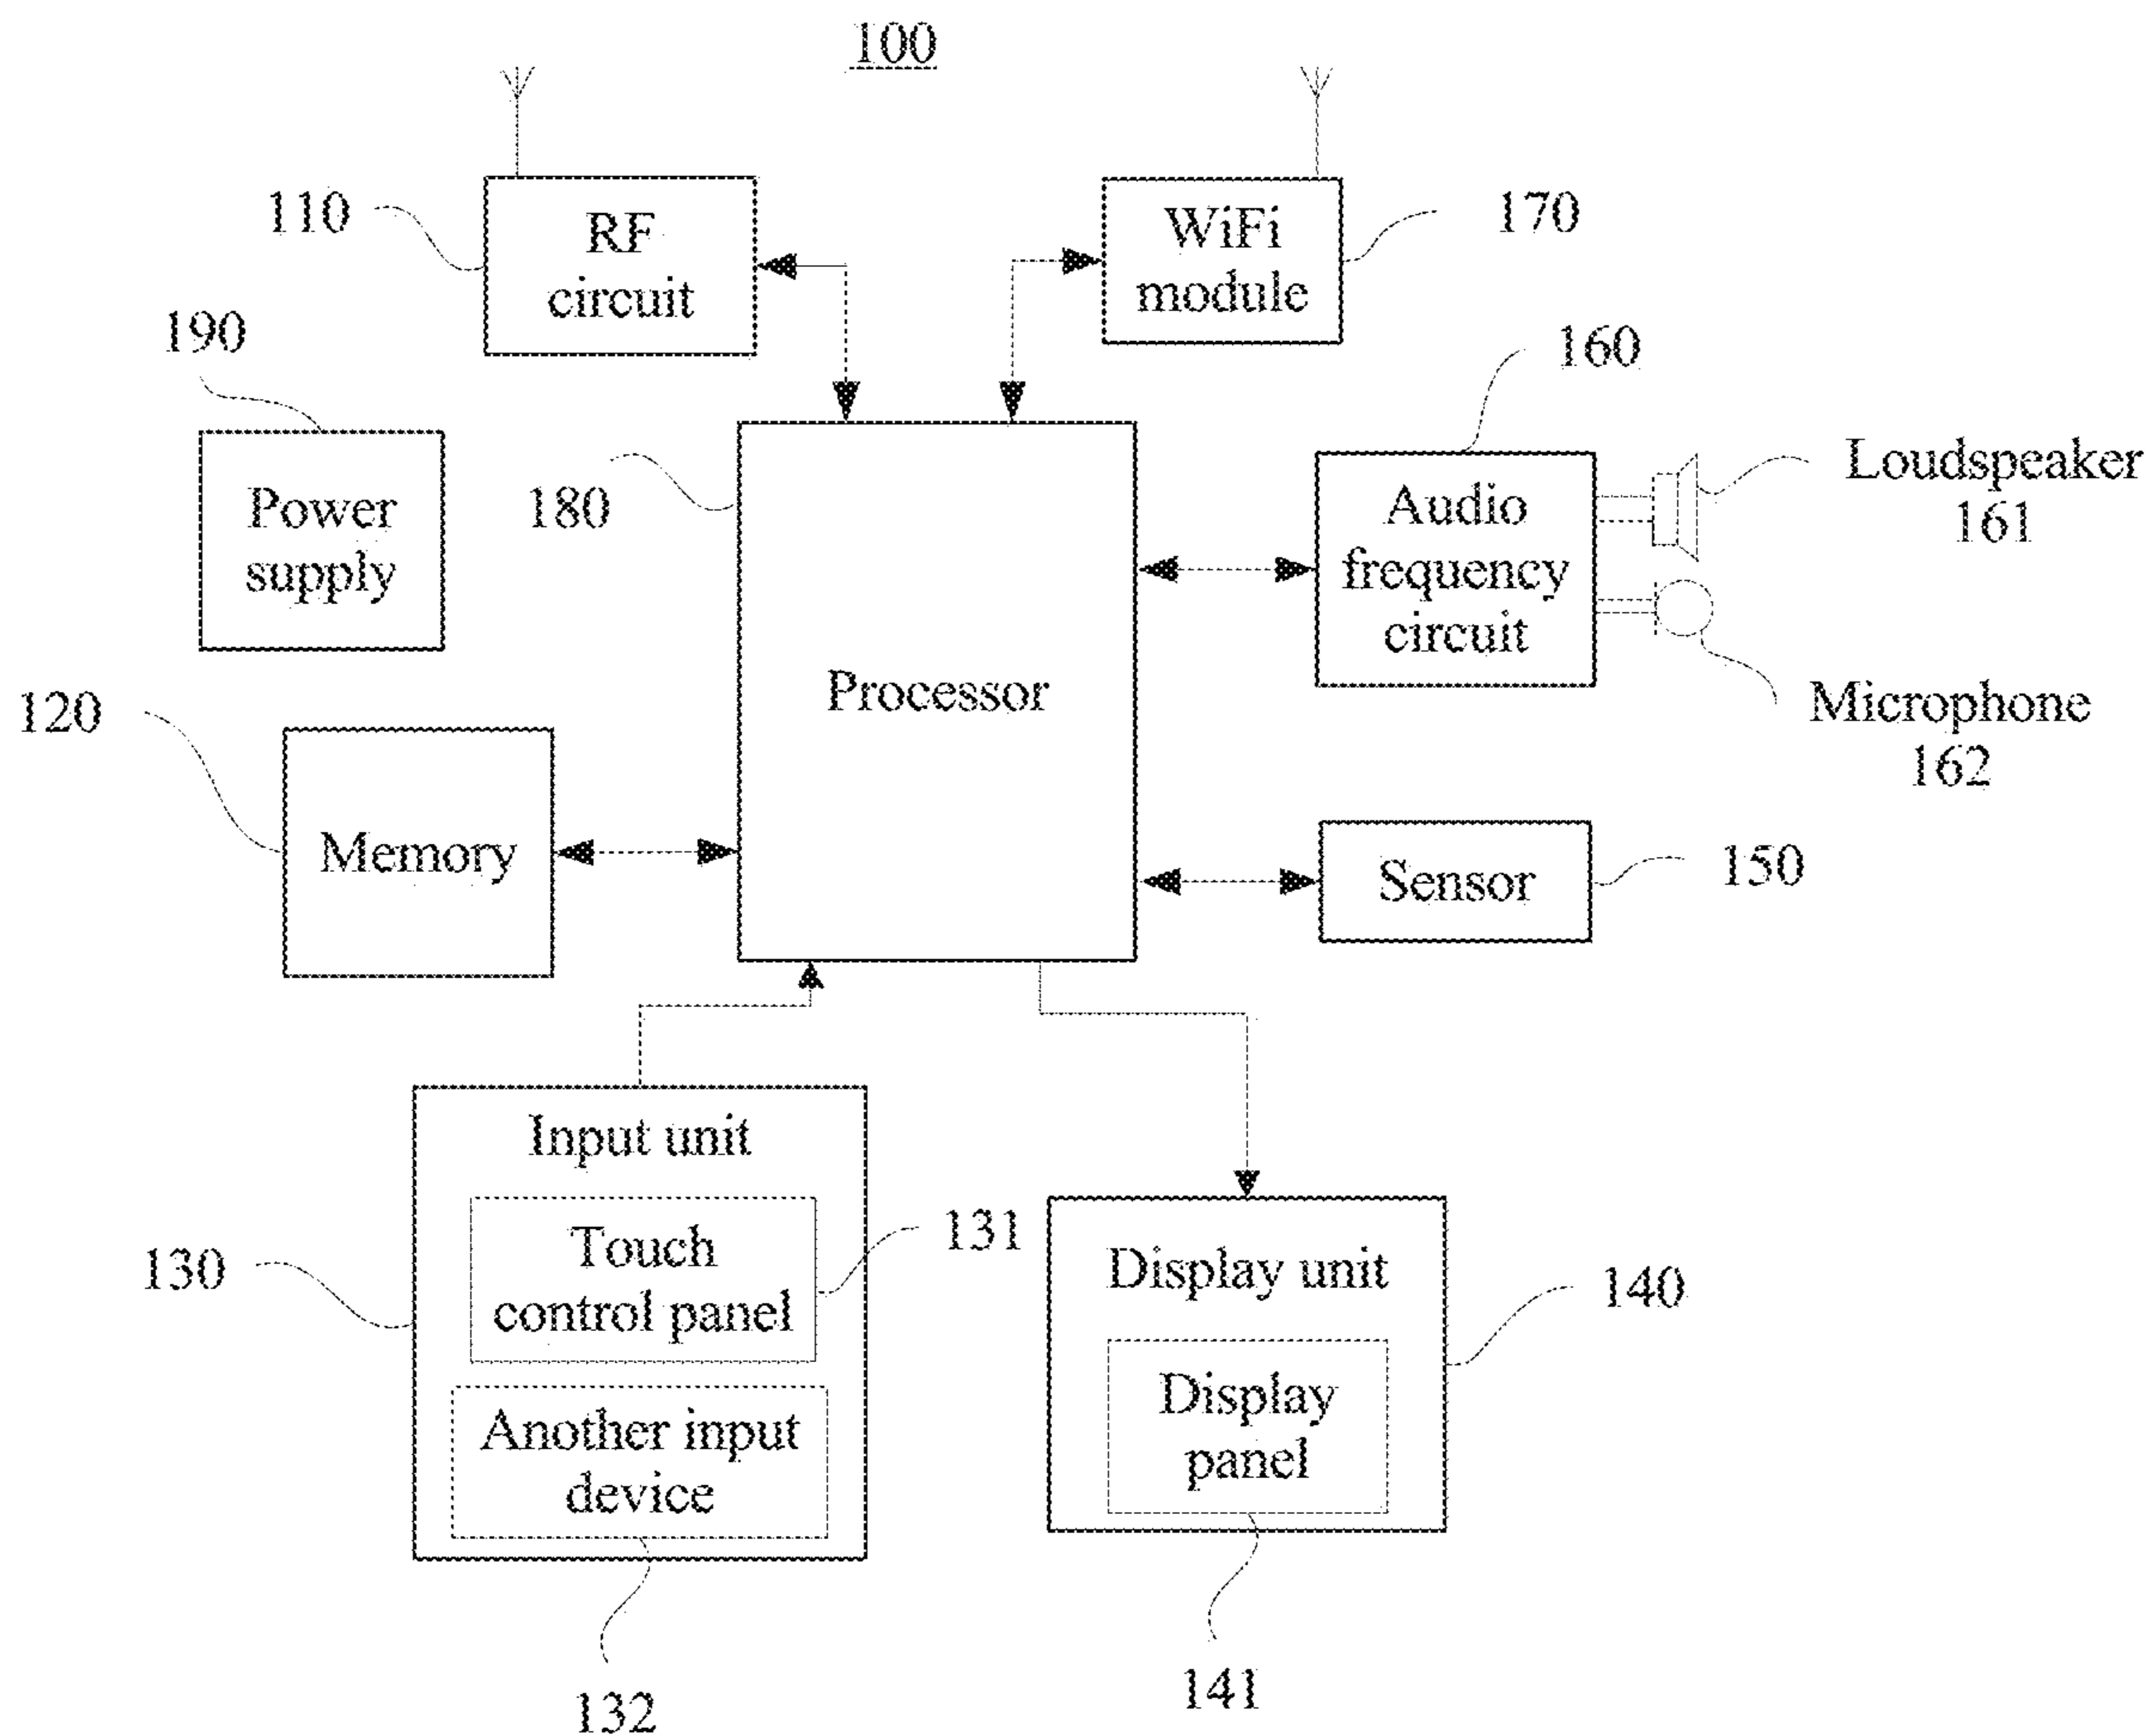 100
110
RF
circuit
WiFi
module
170
190
160
Power
supply
180
Processor
Audio
frequency
circuit
Loudspeaker
161
Microphone
162
120
Memory
Sensor
150
Input unit
Touch
control panel
131
130
Another input
device
132
Display unit
140
Display
panel
141